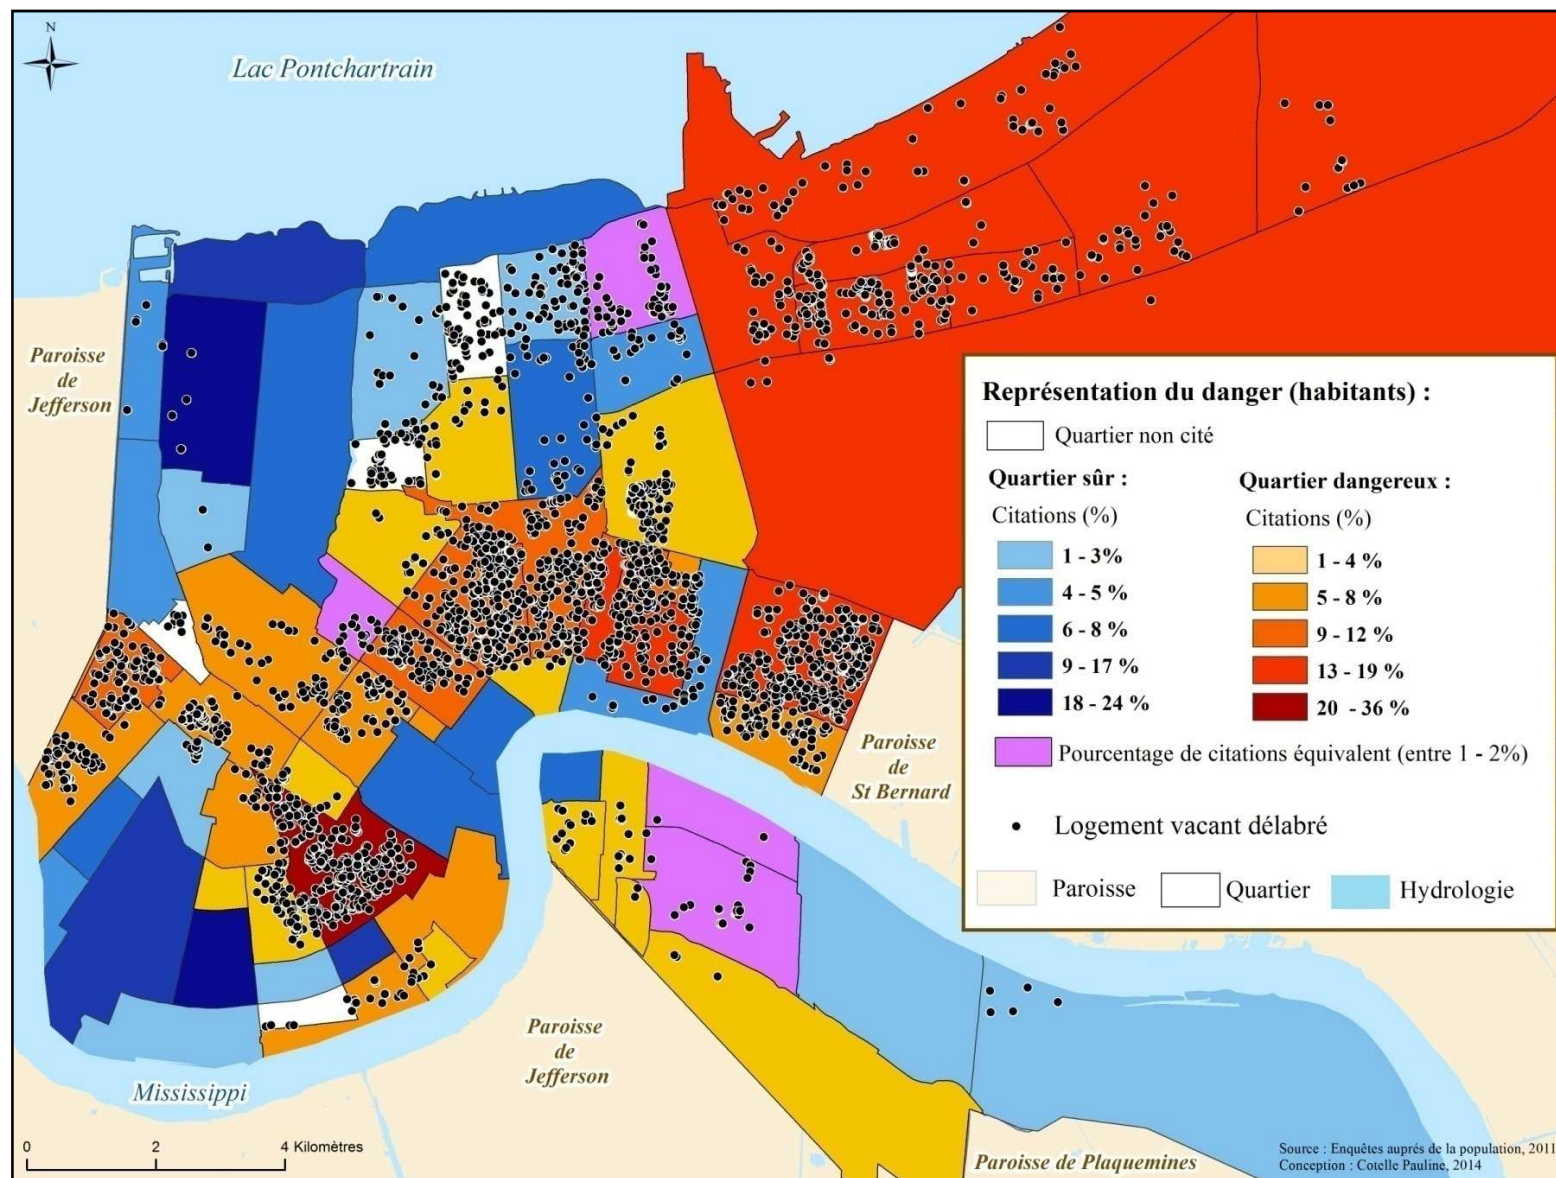 N
Lac Pontchartrain
Paroisse
de
Jefferson
Représentation du danger (habitants) :
Quartier non cité
Quartier sûr :
Citations (%)
1 - 3%
4 - 5 %
6 - 8 %
9 - 17 %
18 - 24 %
Quartier dangereux :
Citations (%)
1 - 4 %
5 - 8 %
9 - 12 %
13 - 19 %
20 - 36 %
Pourcentage de citations équivalent (entre 1 - 2%)
Logement vacant délabré
Paroisse
Quartier
Hydrologie
Paroisse
de
St Bernard
Paroisse
de
Jefferson
Mississippi
0 2 4 Kilomètres
Paroisse de Plaquemines
Source : Enquêtes auprés de la population, 2011
Conception : Cotelle Pauline, 2014